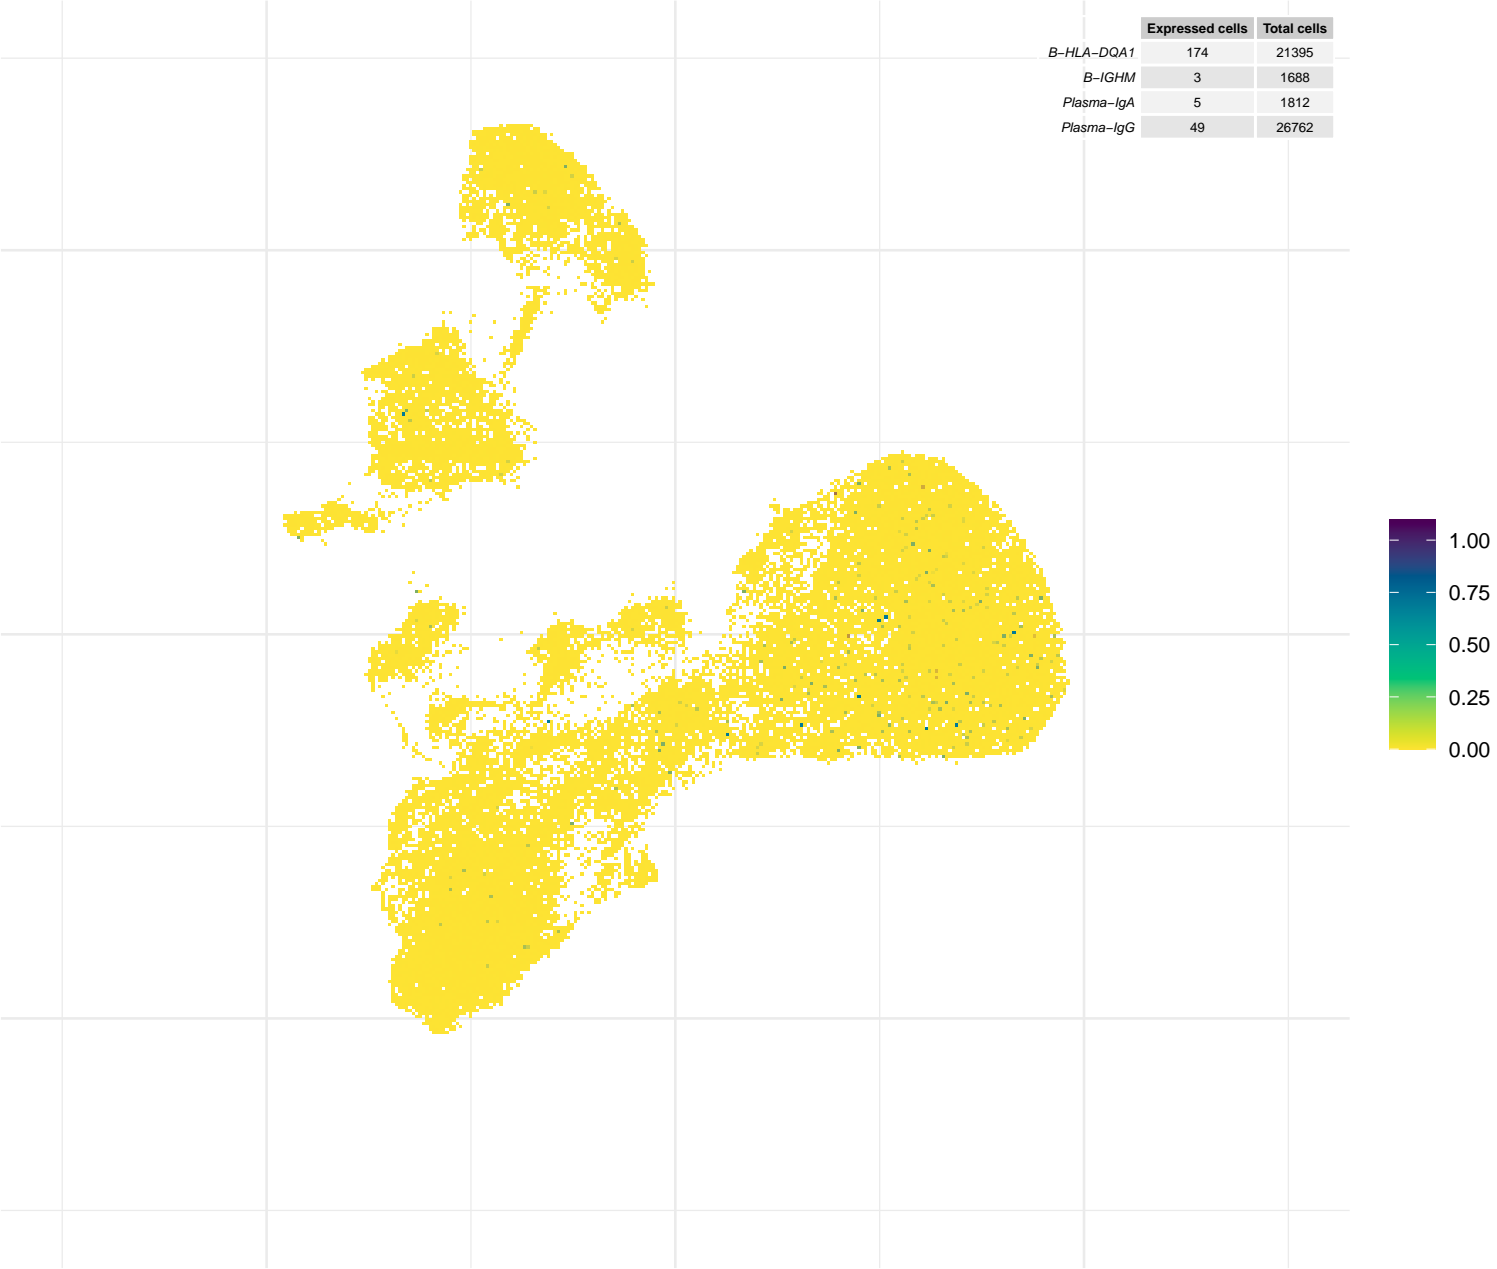 Expressed cells Total cells
B−HLA−DQA1 174 21395
B−IGHM 3 1688
Plasma−IgA 5 1812
Plasma−IgG 49 26762
1.00
0.75
0.50
0.25
0.00